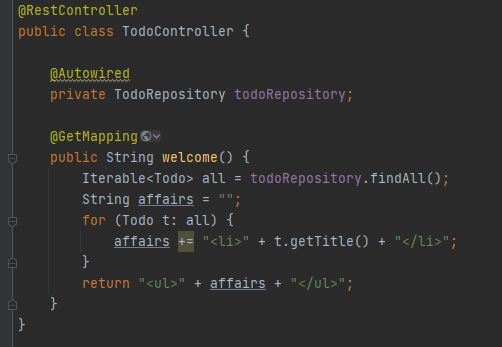 @RestController
public class TodoController {
@Autowired
private TodoRepository todoRepository;
@GetMapping
public String welcome() {
Iterable<Todo> all = todoRepository.findAll();
String affairs = "";
for (Todo t: all) {
affairs += "<li>" + t.getTitle() + "</li>";
}
return "<ul>" + affairs + "</ul>";
}
}